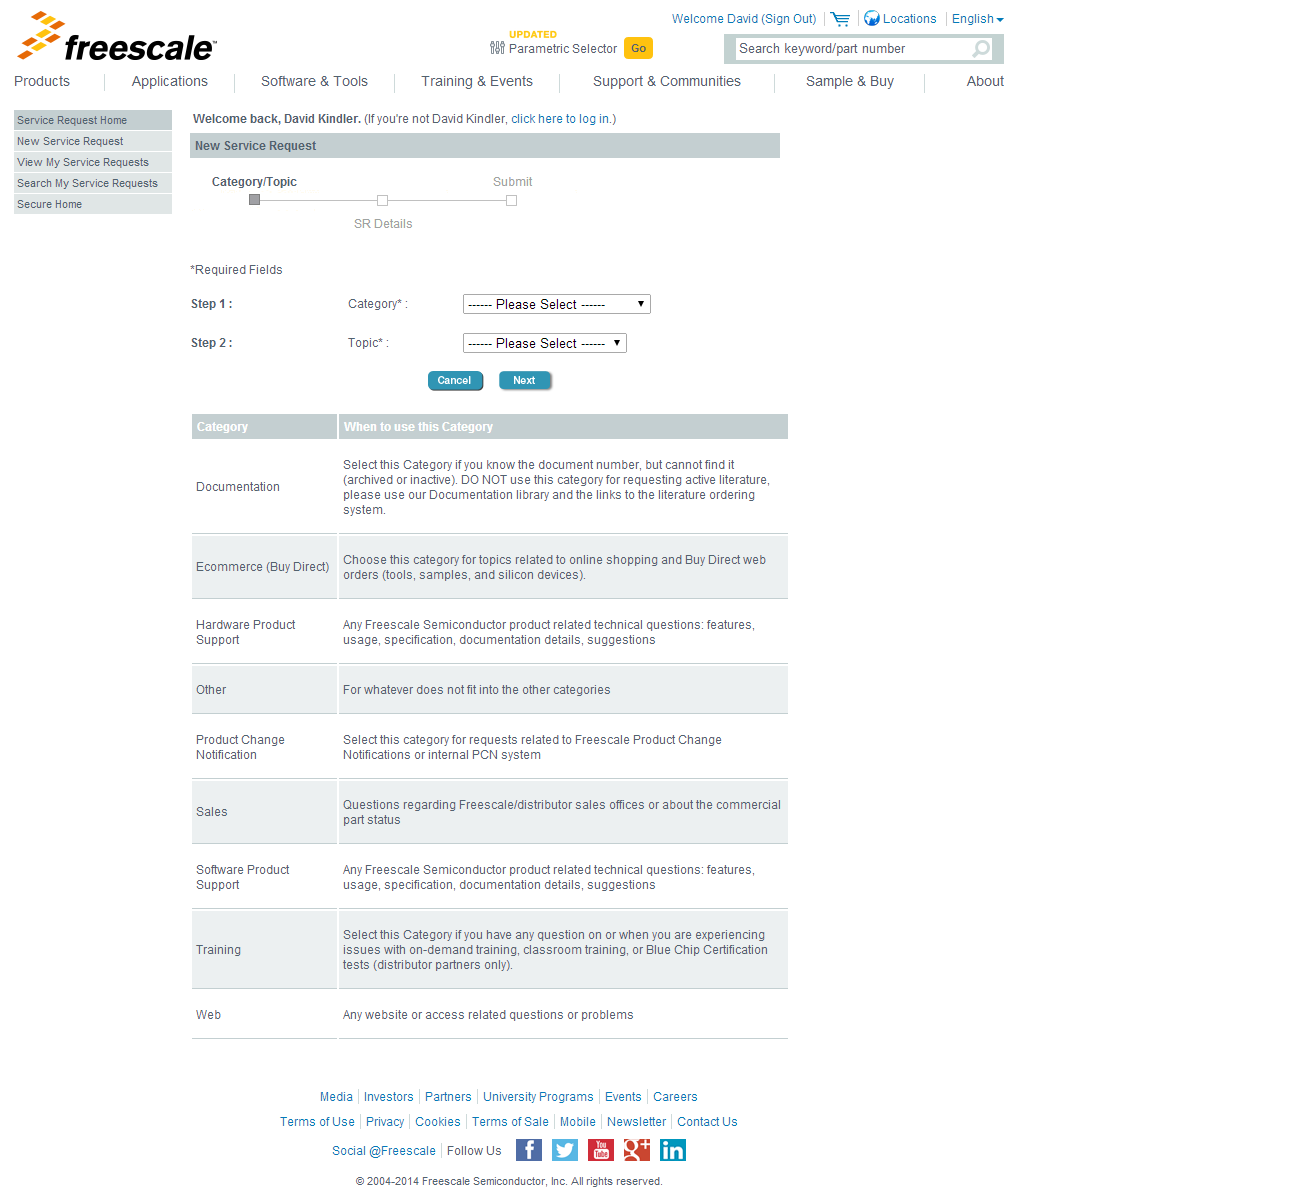 Welcome David (Sign Out)
Locations
English
freescale™
UPDATED
Parametric Selector
Go
Search keyword/part number
Products
Applications
Software & Tools
Training & Events
Support & Communities
Sample & Buy
About
Service Request Home
New Service Request
View My Service Requests
Search My Service Requests
Secure Home
Welcome back, David Kindler. (If you're not David Kindler, click here to log in.)
New Service Request
Category/Topic
Submit
SR Details
*Required Fields
Step 1 :
Category* :
------ Please Select ------
Step 2 :
Topic* :
------ Please Select ------
Cancel
Next
Category
When to use this Category
Documentation
Select this Category if you know the document number, but cannot find it
(archived or inactive). DO NOT use this category for requesting active literature,
please use our Documentation library and the links to the literature ordering
system.
Ecommerce (Buy Direct)
Choose this category for topics related to online shopping and Buy Direct web
orders (tools, samples, and silicon devices).
Hardware Product
Support
Any Freescale Semiconductor product related technical questions: features,
usage, specification, documentation details, suggestions
Other
For whatever does not fit into the other categories
Product Change
Notification
Select this category for requests related to Freescale Product Change
Notifications or internal PCN system
Sales
Questions regarding Freescale/distributor sales offices or about the commercial
part status
Software Product
Support
Any Freescale Semiconductor product related technical questions: features,
usage, specification, documentation details, suggestions
Training
Select this Category if you have any question on or when you are experiencing
issues with on-demand training, classroom training, or Blue Chip Certification
tests (distributor partners only).
Web
Any website or access related questions or problems
Media
Investors
Partners
University Programs
Events
Careers
Terms of Use
Privacy
Cookies
Terms of Sale
Mobile
Newsletter
Contact Us
Social @Freescale
Follow Us
f
You
Tube
g+
in
© 2004-2014 Freescale Semiconductor, Inc. All rights reserved.